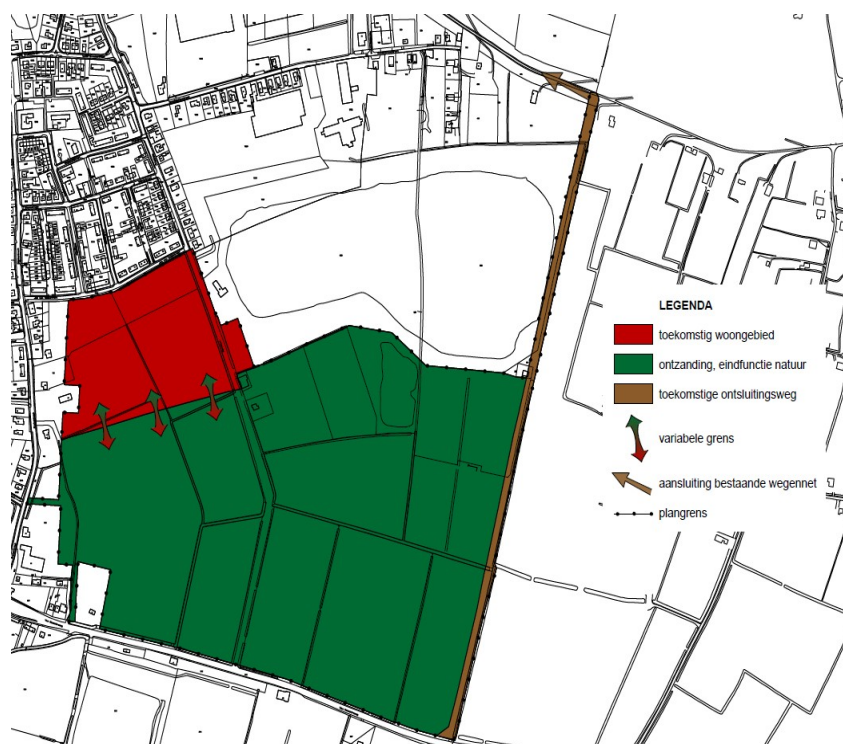 LEGENDA
toekomstig woongebied
ontzanding, eindfunctie natuur
toekomstige ontsluitingsweg
variabele grens
aansluiting bestaande wegennet
plangrens